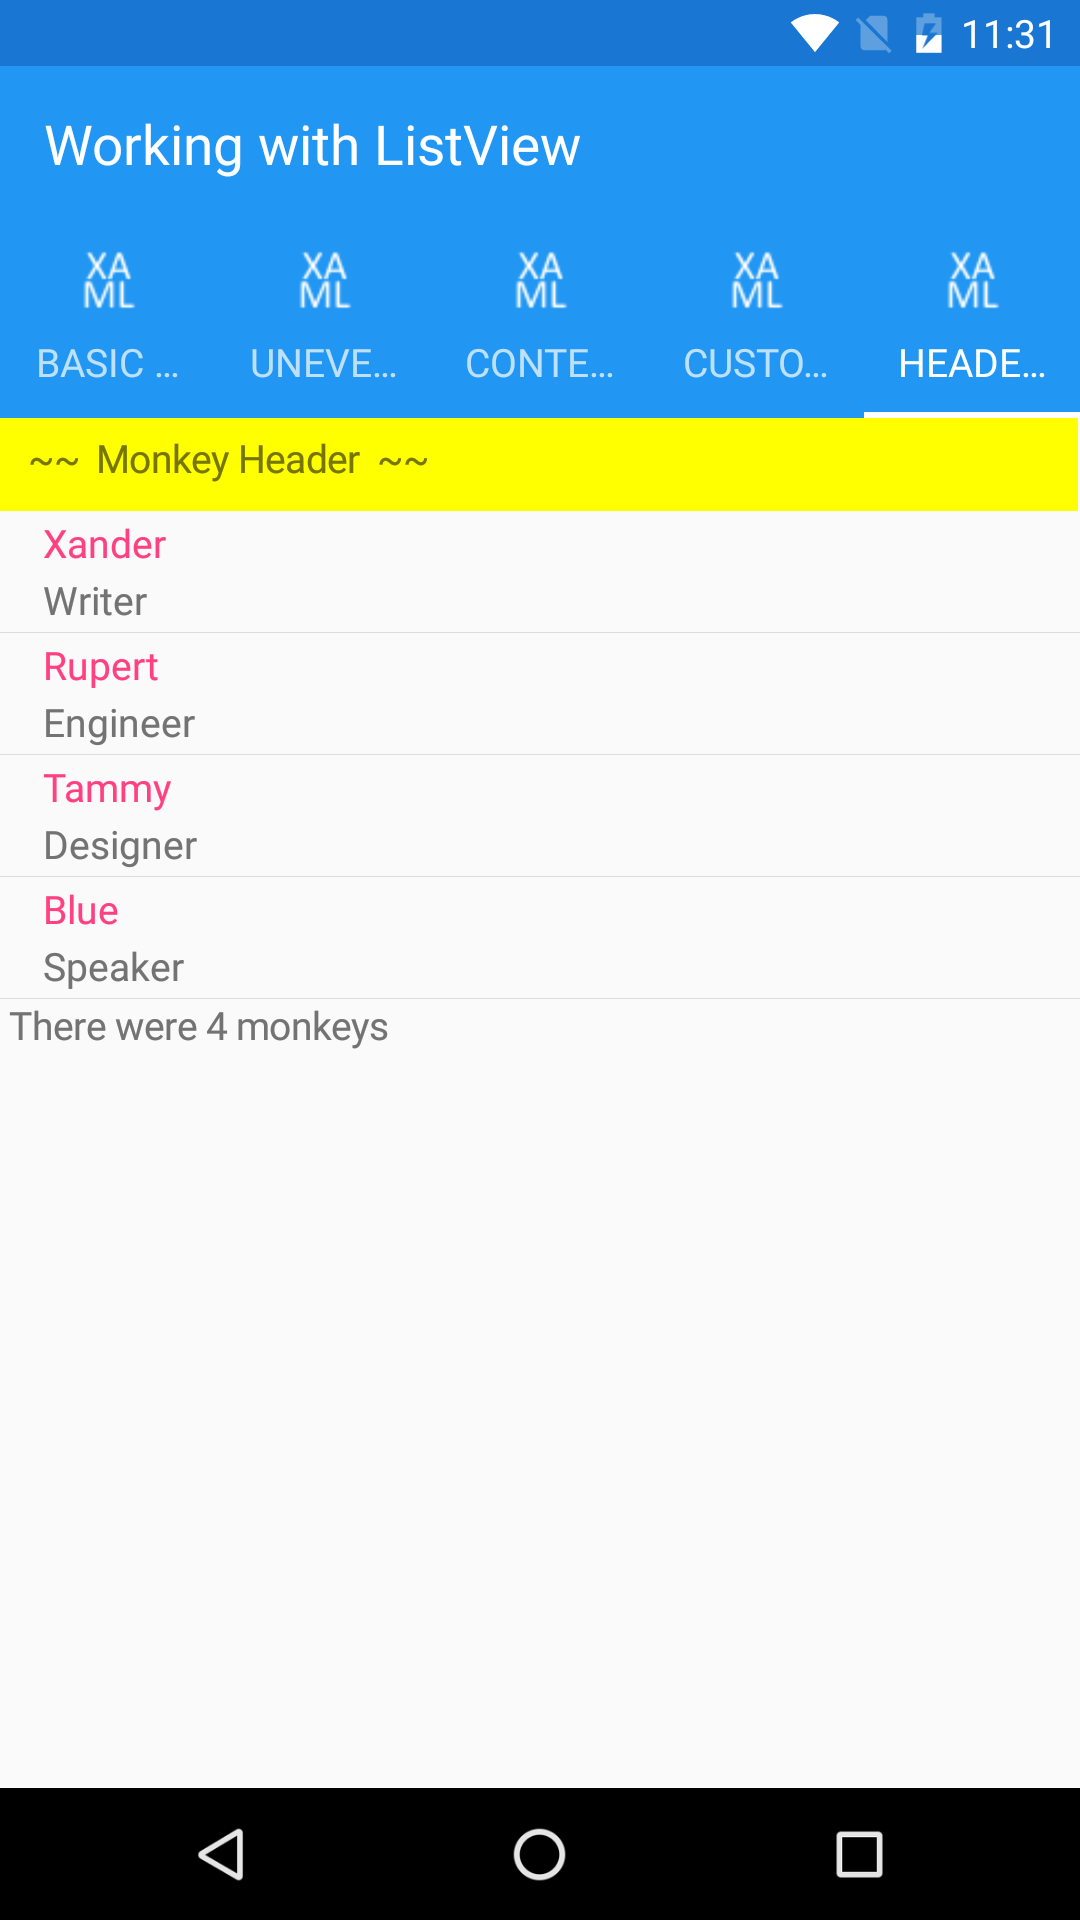 11:31
Working with ListView
XA XA XA XA XA
ML ML ML ML ML
BASIC ... UNEVE... CONTE... CUSTO... HEADE...
~~ Monkey Header ~~
Xander
Writer
Rupert
Engineer
Tammy
Designer
Blue
Speaker
There were 4 monkeys